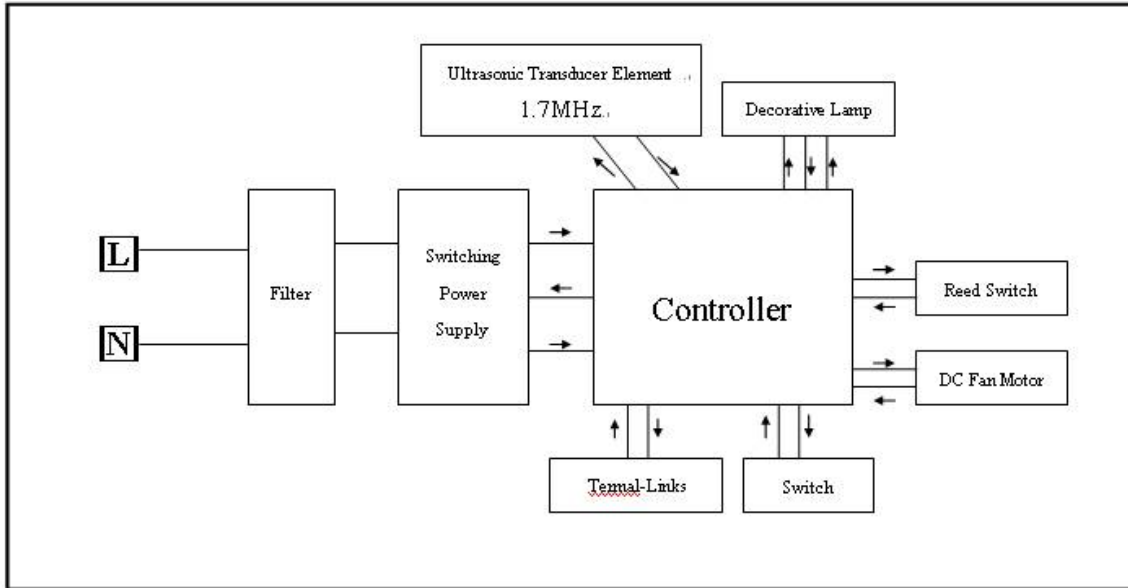 Ultrasonic Transducer Element
1.7MHz
Decorative Lamp
L
N
Filter
Switching
Power
Supply
Controller
Reed Switch
DC Fan Motor
Termal-Links
Switch